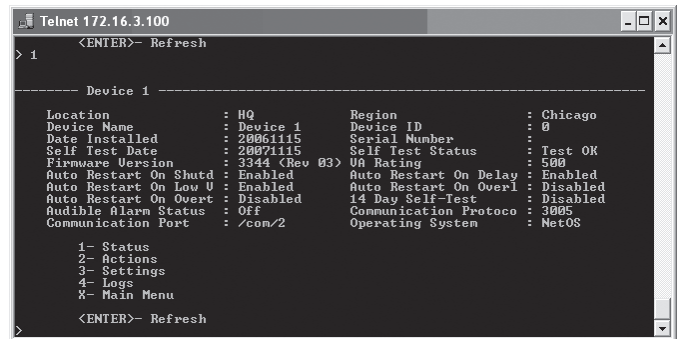 Telnet 172.16.3.100
<ENTER>- Refresh
> 1
-------- Device 1 --------------------------------------------------------
Location : HQ Region : Chicago
Device Name : Device 1 Device ID : 0
Date Installed : 20061115 Serial Number :
Self Test Date : 20071115 Self Test Status : Test OK
Firmware Version : 3344 (Rev 03) VA Rating : 500
Auto Restart On Shutd : Enabled Auto Restart On Delay : Enabled
Auto Restart On Low V : Enabled Auto Restart On Overl : Disabled
Auto Restart On Overt : Disabled 14 Day Self-Test : Disabled
Audible Alarm Status : Off Communication Protoco : 3005
Communication Port : /com/2 Operating System : NetOS
1- Status
2- Actions
3- Settings
4- Logs
X- Main Menu
<ENTER>- Refresh
>